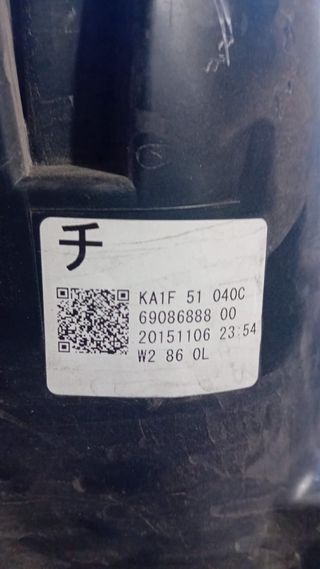 チ
KA1F 51 040C
69086888 00
20151106 23:54
W2 86 0L